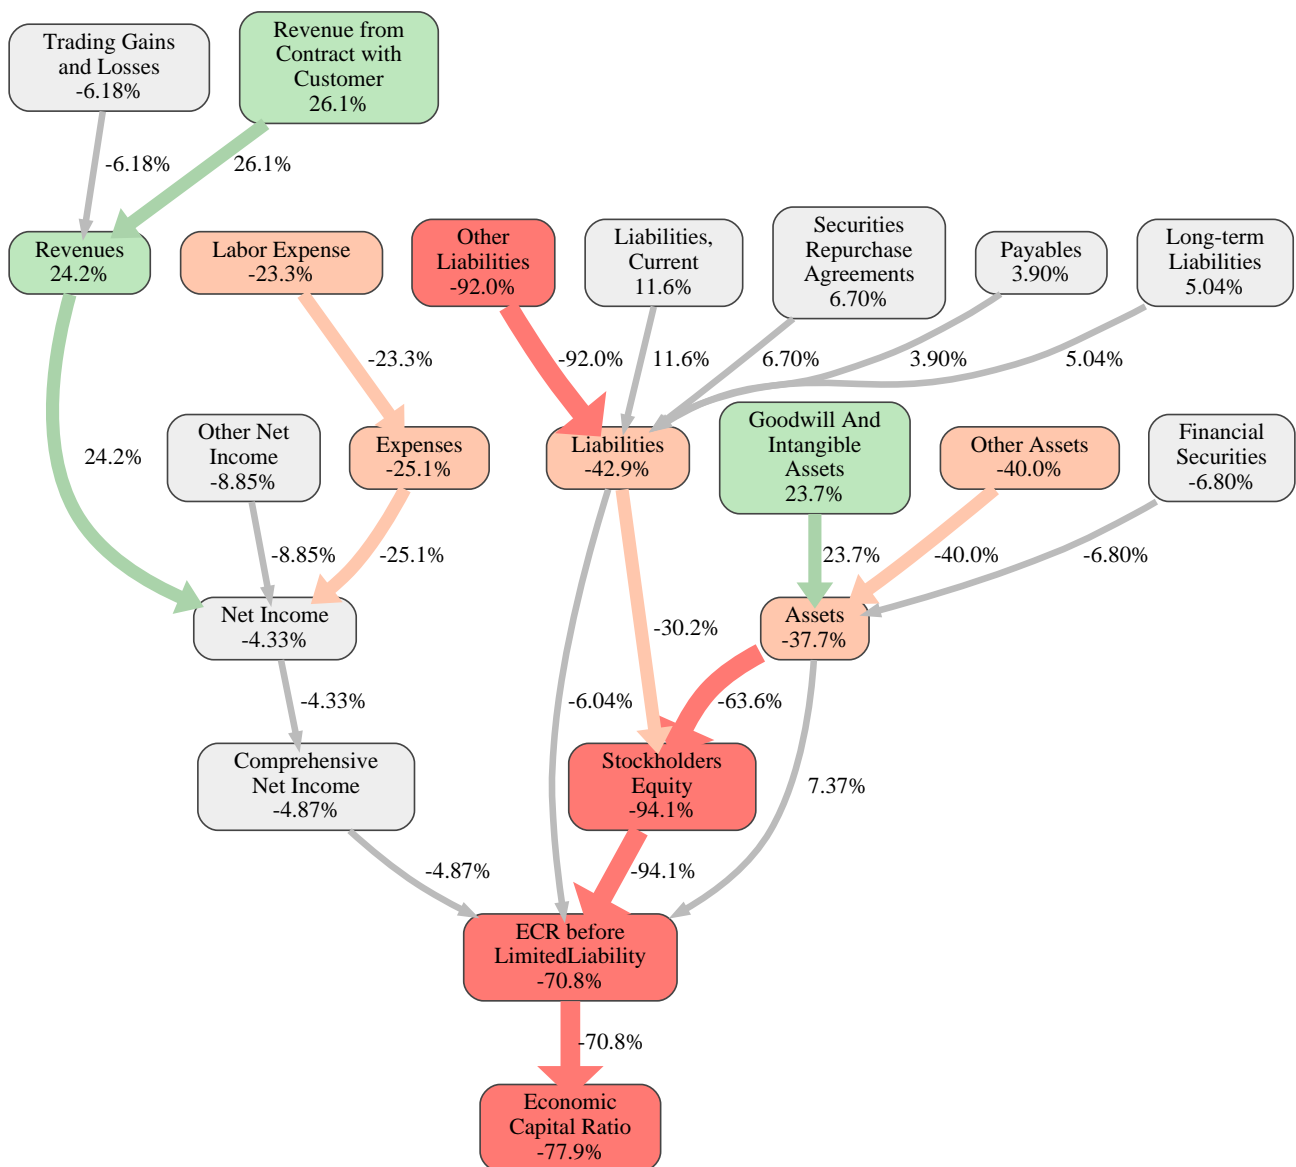 Trading Gains
and Losses
-6.18%
Revenue from
Contract with
Customer
26.1%
-6.18%
26.1%
Revenues
24.2%
Labor Expense
-23.3%
Other
Liabilities
-92.0%
Liabilities,
Current
11.6%
Securities
Repurchase
Agreements
6.70%
Payables
3.90%
Long-term
Liabilities
5.04%
-23.3%
-92.0%
11.6%
6.70%
3.90%
5.04%
24.2%
Other Net
Income
-8.85%
Expenses
-25.1%
Liabilities
-42.9%
Goodwill And
Intangible
Assets
23.7%
Other Assets
-40.0%
Financial
Securities
-6.80%
-8.85%
-25.1%
-30.2%
23.7%
-40.0%
-6.80%
Net Income
-4.33%
Assets
-37.7%
-4.33%
-6.04%
-63.6%
7.37%
Comprehensive
Net Income
-4.87%
Stockholders
Equity
-94.1%
-4.87%
-94.1%
ECR before
LimitedLiability
-70.8%
-70.8%
Economic
Capital Ratio
-77.9%